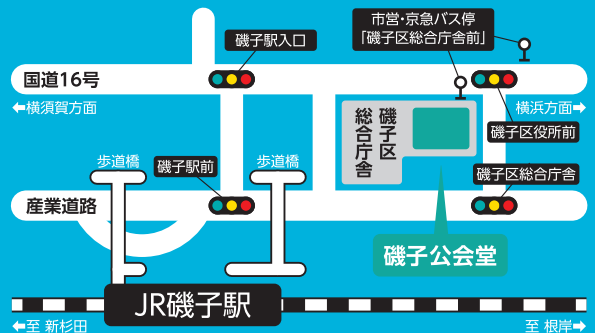 市営・京急バス停
「磯子区総合庁舎前」
磯子駅入口
国道16号
⬅横須賀方面
横浜方面➡
磯子区
総合庁舎
磯子区役所前
歩道橋
磯子駅前
歩道橋
磯子区総合庁舎
産業道路
磯子公会堂
JR磯子駅
⬅至 新杉田
至 根岸➡